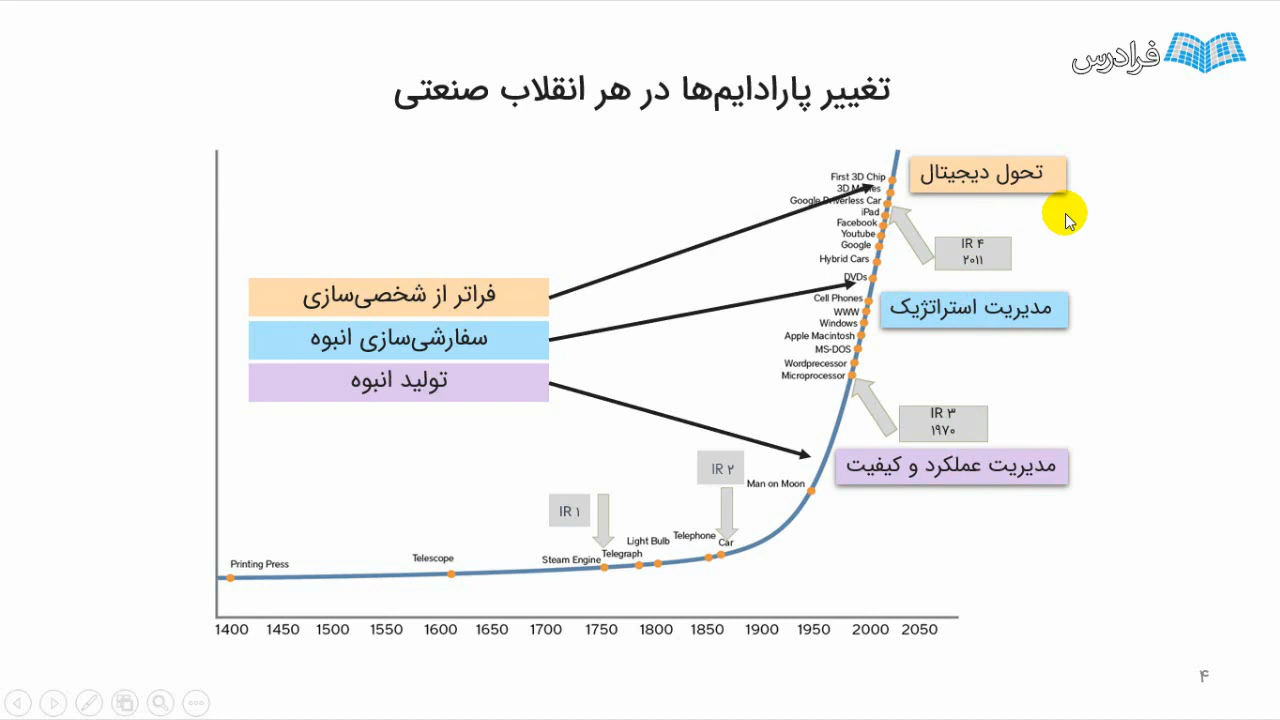 فرادرس
تغییر پارادایم‌ها در هر انقلاب صنعتی
تحول دیجیتال
First 3D Chip
3D Movies
Google Driverless Car
iPad
Facebook
Youtube
Google
Hybrid Cars
DVDs
Cell Phones
WWW
Windows
Apple Macintosh
MS-DOS
Wordprecessor
Microprocessor
IR ۴
۲۰۱۱
مدیریت استراتژیک
فراتر از شخصی‌سازی
سفارشی‌سازی انبوه
تولید انبوه
IR ۳
۱۹۷۰
مدیریت عملکرد و کیفیت
IR ۲
Man on Moon
IR ۱
Telephone
Car
Light Bulb
Telegraph
Steam Engine
Telescope
Printing Press
1400 1450 1500 1550 1600 1650 1700 1750 1800 1850 1900 1950 2000 2050
۴